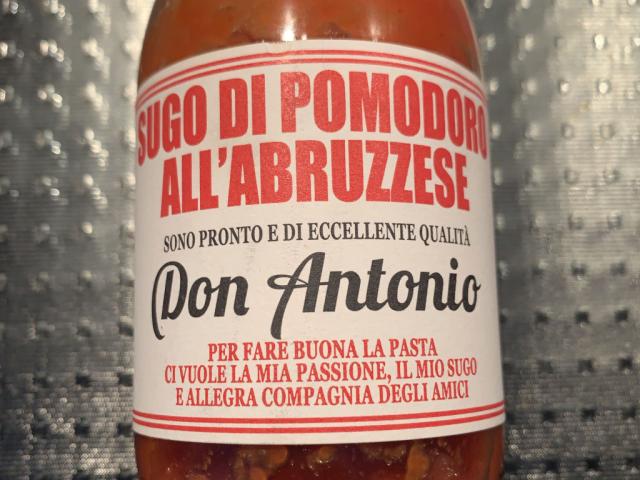 SUGO DI POMODORO
ALL'ABRUZZESE
SONO PRONTO E DI ECCELLENTE QUALITÀ
Don Antonio
PER FARE BUONA LA PASTA
CI VUOLE LA MIA PASSIONE, IL MIO SUGO
E ALLEGRA COMPAGNIA DEGLI AMICI